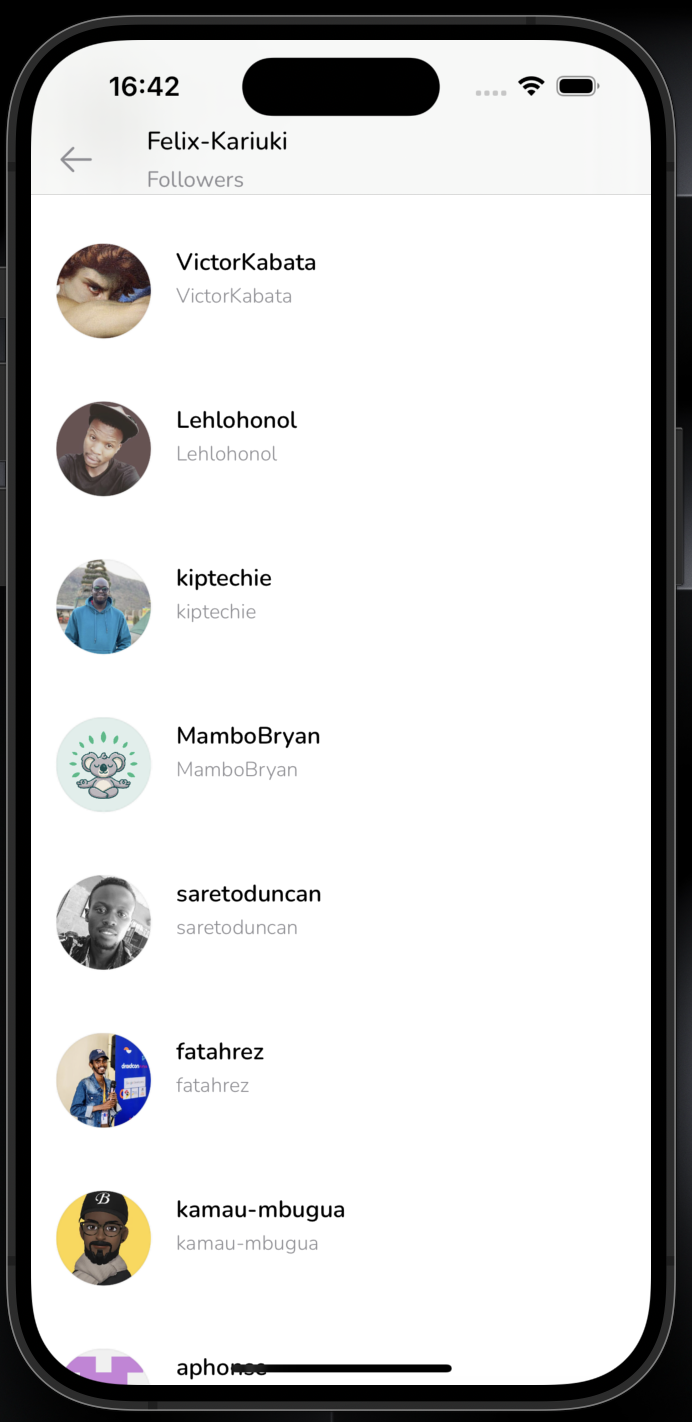 16:42
Felix-Kariuki
Followers
VictorKabata
VictorKabata
Lehlohonol
Lehlohonol
kiptechie
kiptechie
MamboBryan
MamboBryan
saretoduncan
saretoduncan
droidcon
fatahrez
fatahrez
B
kamau-mbugua
kamau-mbugua
aphonse